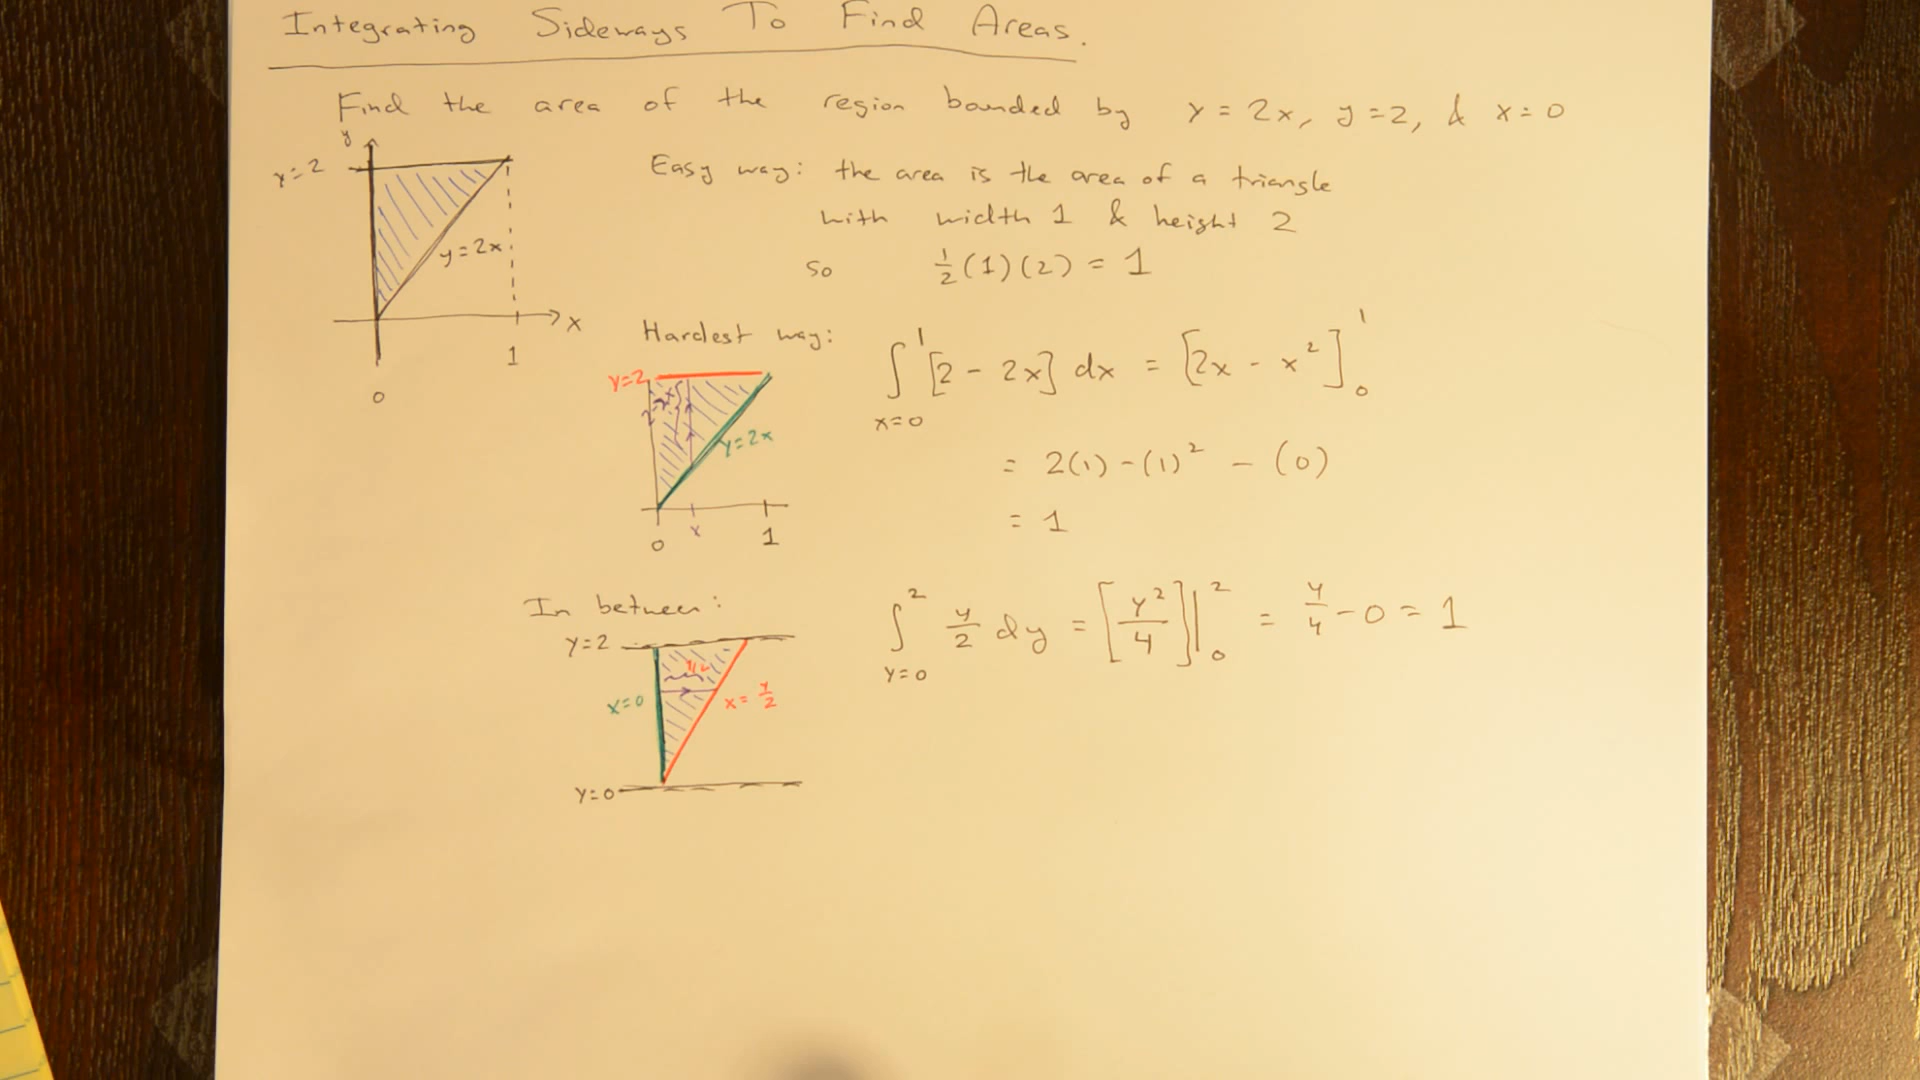 Integrating Sideways To Find Areas.
Find the area of the region bounded by y = 2x, y = 2, & x = 0
y
y = 2
y = 2x
x
1
0
Easy way: the area is the area of a triangle
with width 1 & height 2
so ½(1)(2) = 1
Hardest way: ∫_{x=0}^{1} [2 - 2x] dx = [2x - x²]_{0}^{1}
y=2
2-2x
y=2x
= 2(1) - (1)² - (0)
= 1
0 x 1
In between: ∫_{y=0}^{2} y/2 dy = [y²/4]|_{0}^{2} = 4/4 - 0 = 1
y=2
y/2
x=0 x = y/2
y=0